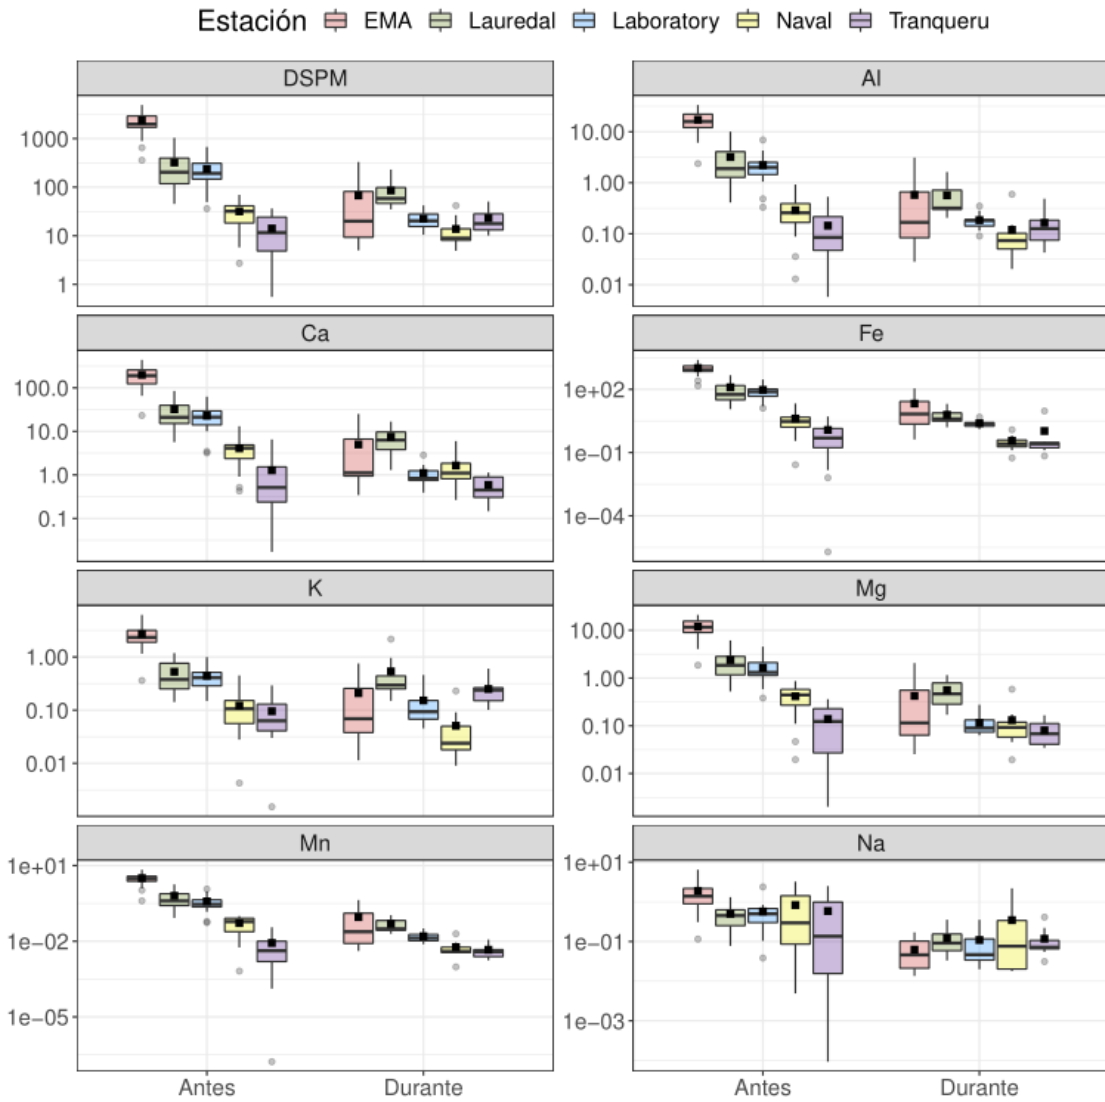 Estación EMA Lauredal Laboratory Naval Tranqueru
DSPM
1000
100
10
1
Al
10.00
1.00
0.10
0.01
Ca
100.0
10.0
1.0
0.1
Fe
1e+02
1e−01
1e−04
K
1.00
0.10
0.01
Mg
10.00
1.00
0.10
0.01
Mn
1e+01
1e−02
1e−05
Antes Durante
Na
1e+01
1e−01
1e−03
Antes Durante